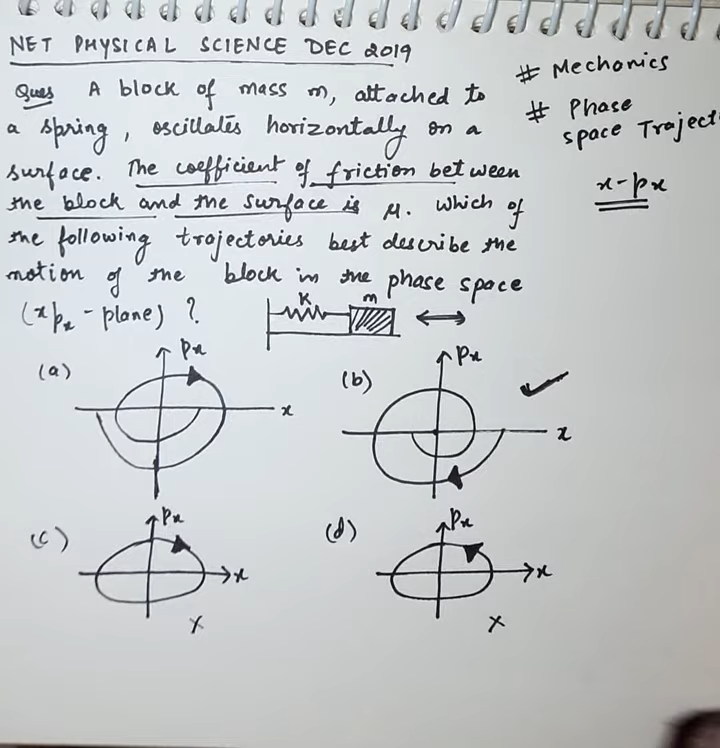 NET PHYSICAL SCIENCE DEC 2019
# Mechanics
# Phase
space Traject
x-px
Ques A block of mass m, attached to
a spring, oscillates horizontally on a
surface. The coefficient of friction between
the block and the surface is μ. which of
the following trajectories best describe the
motion of the block in the phase space
(xpx - plane) ?
K m
(a) Px x
(b) Px x
(c) Px x
(d) Px x